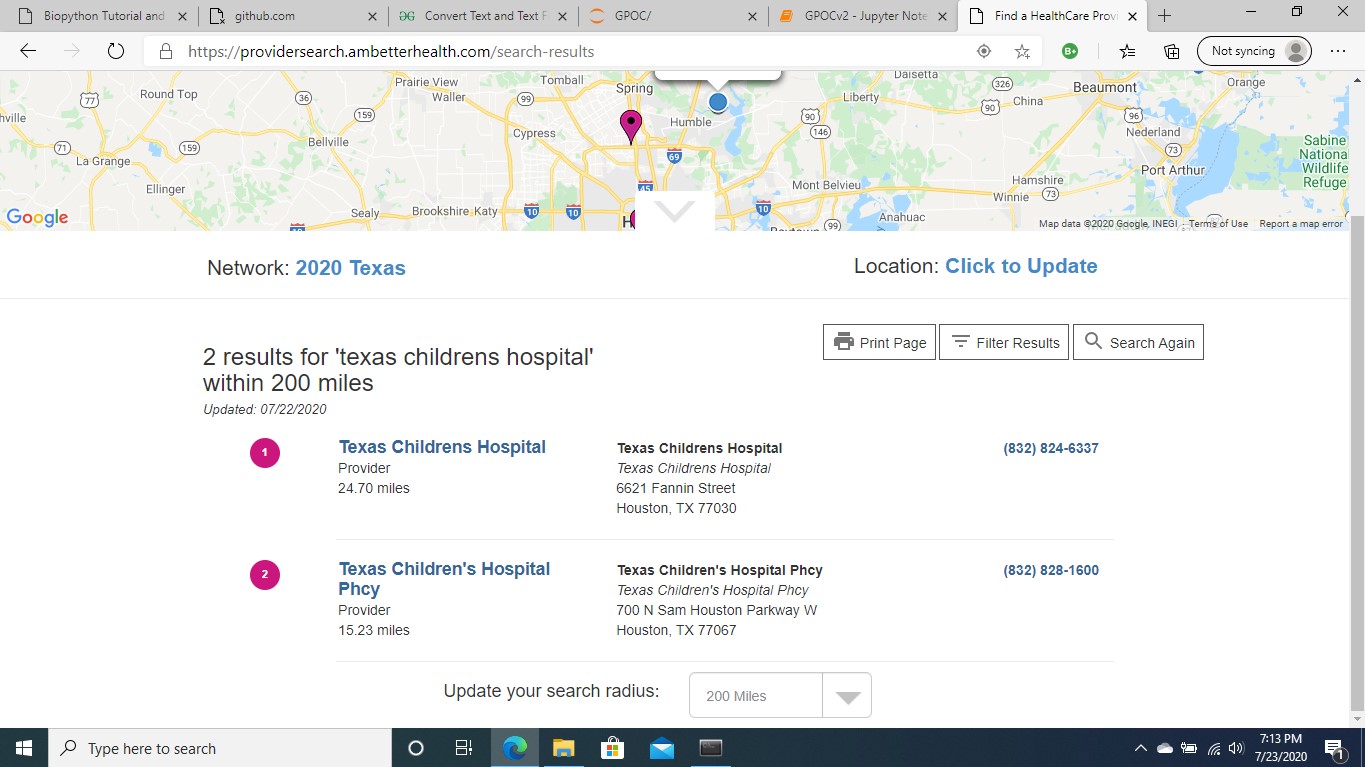 Biopython Tutorial and
github.com
Convert Text and Text F
GPOC/
GPOCv2 - Jupyter Note
Find a HealthCare Prov
https://providersearch.ambetterhealth.com/search-results
B+
Not syncing
Prairie View
Tomball
Spring
Daisetta
326
Orange
77
Round Top
36
Waller
99
Liberty
90
China
Beaumont
hville
159
Cypress
Humble
90
146
96
Nederland
71
159
Bellville
69
73
Sabine
La Grange
Port Arthur
National
Wildlife
Ellinger
45
Mont Belvieu
Hamshire
Refuge
Winnie
73
Google
Sealy
Brookshire
Katy
10
10
H
10
Anahuac
10
99
Map data ©2020 Google, INEGI
Terms of Use
Report a map error
Network: 2020 Texas
Location: Click to Update
Print Page
Filter Results
Search Again
2 results for 'texas childrens hospital'
within 200 miles
Updated: 07/22/2020
1
Texas Childrens Hospital
Provider
24.70 miles
Texas Childrens Hospital
Texas Childrens Hospital
6621 Fannin Street
Houston, TX 77030
(832) 824-6337
2
Texas Children's Hospital
Phcy
Provider
15.23 miles
Texas Children's Hospital Phcy
Texas Children's Hospital Phcy
700 N Sam Houston Parkway W
Houston, TX 77067
(832) 828-1600
Update your search radius:
200 Miles
Type here to search
7:13 PM
7/23/2020
1